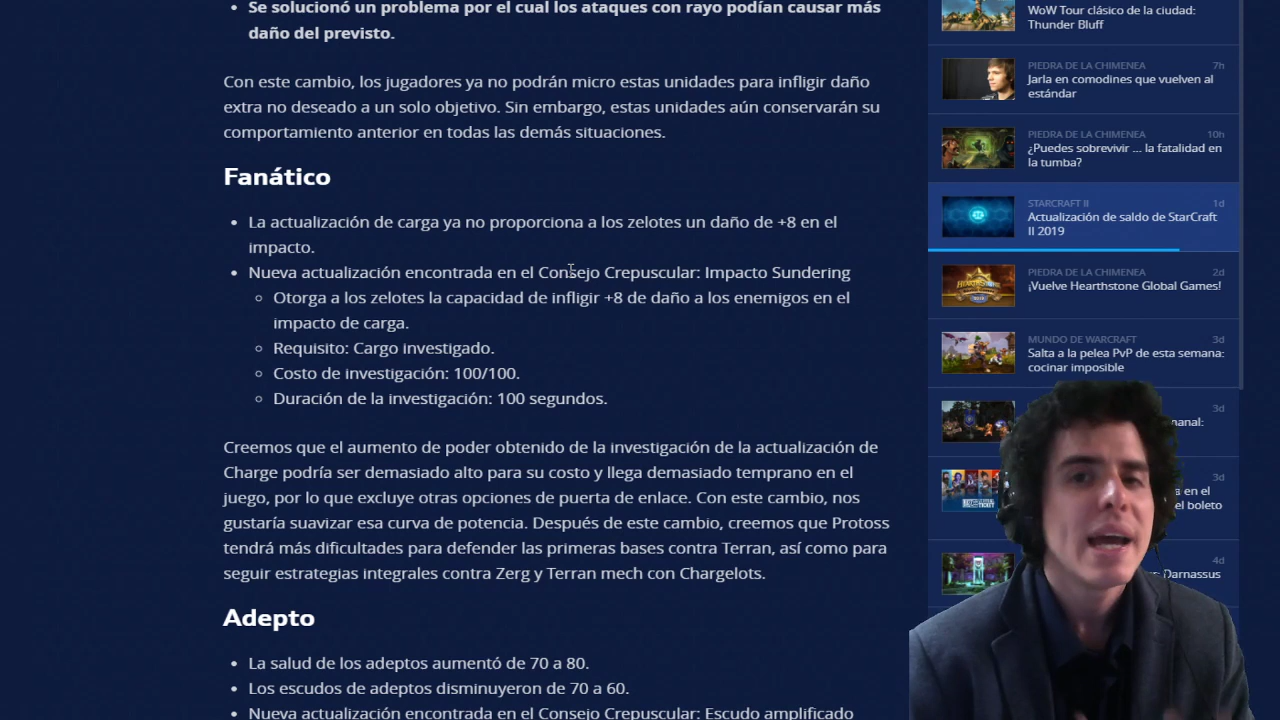 Se solucionó un problema por el cual los ataques con rayo podían causar más
daño del previsto.
Con este cambio, los jugadores ya no podrán micro estas unidades para infligir daño
extra no deseado a un solo objetivo. Sin embargo, estas unidades aún conservarán su
comportamiento anterior en todas las demás situaciones.
Fanático
La actualización de carga ya no proporciona a los zelotes un daño de +8 en el
impacto.
Nueva actualización encontrada en el Consejo Crepuscular: Impacto Sundering
Otorga a los zelotes la capacidad de infligir +8 de daño a los enemigos en el
impacto de carga.
Requisito: Cargo investigado.
Costo de investigación: 100/100.
Duración de la investigación: 100 segundos.
Creemos que el aumento de poder obtenido de la investigación de la actualización de
Charge podría ser demasiado alto para su costo y llega demasiado temprano en el
juego, por lo que excluye otras opciones de puerta de enlace. Con este cambio, nos
gustaría suavizar esa curva de potencia. Después de este cambio, creemos que Protoss
tendrá más dificultades para defender las primeras bases contra Terran, así como para
seguir estrategias integrales contra Zerg y Terran mech con Chargelots.
Adepto
La salud de los adeptos aumentó de 70 a 80.
Los escudos de adeptos disminuyeron de 70 a 60.
Nueva actualización encontrada en el Consejo Crepuscular: Escudo amplificado
WoW Tour clásico de la ciudad:
Thunder Bluff
PIEDRA DE LA CHIMENEA 7h
Jarla en comodines que vuelven al
estándar
PIEDRA DE LA CHIMENEA 10h
¿Puedes sobrevivir ... la fatalidad en
la tumba?
STARCRAFT II 1d
Actualización de saldo de StarCraft
II 2019
PIEDRA DE LA CHIMENEA 2d
¡Vuelve Hearthstone Global Games!
MUNDO DE WARCRAFT 3d
Salta a la pelea PvP de esta semana:
cocinar imposible
3d
3d
en el
el boleto
4d
Darnassus